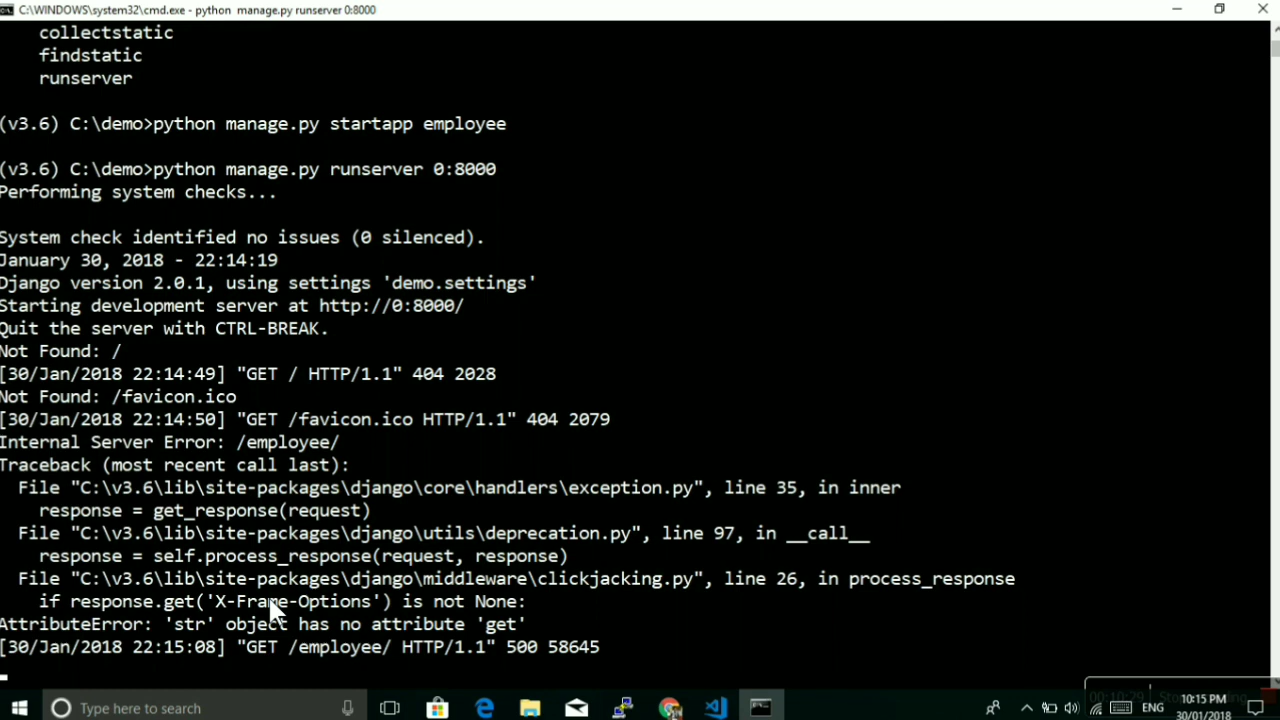 C:\WINDOWS\system32\cmd.exe - python  manage.py runserver 0:8000
collectstatic
findstatic
runserver
(v3.6) C:\demo>python manage.py startapp employee
(v3.6) C:\demo>python manage.py runserver 0:8000
Performing system checks...
System check identified no issues (0 silenced).
January 30, 2018 - 22:14:19
Django version 2.0.1, using settings 'demo.settings'
Starting development server at http://0:8000/
Quit the server with CTRL-BREAK.
Not Found: /
[30/Jan/2018 22:14:49] "GET / HTTP/1.1" 404 2028
Not Found: /favicon.ico
[30/Jan/2018 22:14:50] "GET /favicon.ico HTTP/1.1" 404 2079
Internal Server Error: /employee/
Traceback (most recent call last):
File "C:\v3.6\lib\site-packages\django\core\handlers\exception.py", line 35, in inner
response = get_response(request)
File "C:\v3.6\lib\site-packages\django\utils\deprecation.py", line 97, in __call__
response = self.process_response(request, response)
File "C:\v3.6\lib\site-packages\django\middleware\clickjacking.py", line 26, in process_response
if response.get('X-Frame-Options') is not None:
AttributeError: 'str' object has no attribute 'get'
[30/Jan/2018 22:15:08] "GET /employee/ HTTP/1.1" 500 58645
Type here to search
ENG
10:15 PM
30/01/2018